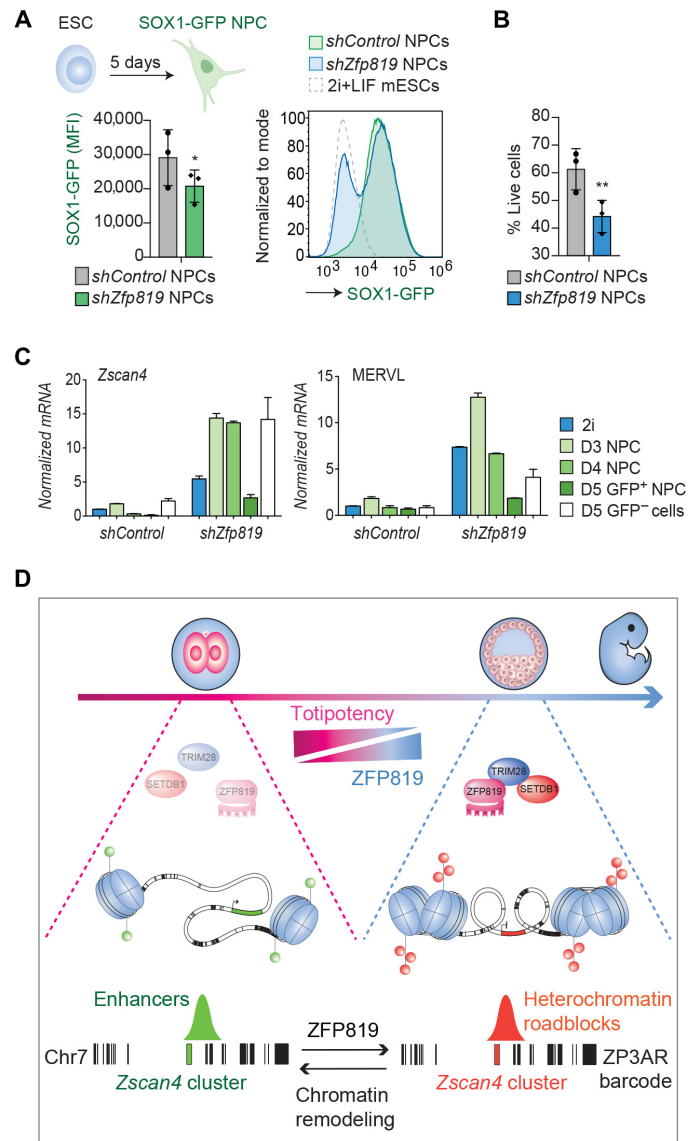 A
ESC
SOX1-GFP NPC
5 days
shControl NPCs
shZfp819 NPCs
2i+LIF mESCs
SOX1-GFP (MFI)
40,000
30,000
20,000
10,000
0
*
shControl NPCs
shZfp819 NPCs
Normalized to mode
100
80
60
40
20
0
10³ 10⁴ 10⁵ 10⁶
SOX1-GFP
B
% Live cells
80
70
60
50
40
30
**
shControl NPCs
shZfp819 NPCs
C
Zscan4
Normalized mRNA
20
15
10
5
0
shControl shZfp819
MERVL
Normalized mRNA
15
10
5
0
shControl shZfp819
2i
D3 NPC
D4 NPC
D5 GFP⁺ NPC
D5 GFP⁻ cells
D
Totipotency
ZFP819
TRIM28
SETDB1
ZFP819
TRIM28
ZFP819
SETDB1
Enhancers
Chr7
Zscan4 cluster
ZFP819
Chromatin
remodeling
Heterochromatin
roadblocks
Zscan4 cluster
ZP3AR
barcode